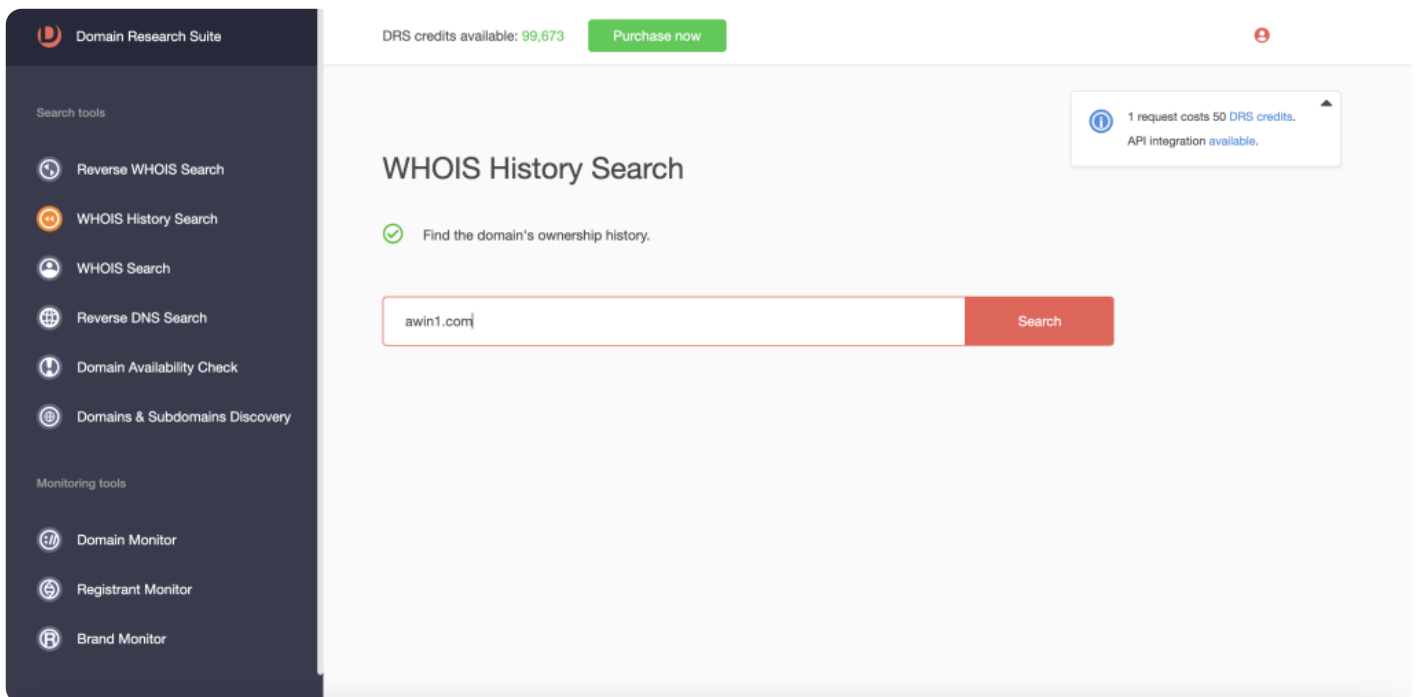 Domain Research Suite
DRS credits available: 99,673
Purchase now
Search tools
Reverse WHOIS Search
WHOIS History Search
WHOIS Search
Reverse DNS Search
Domain Availability Check
Domains & Subdomains Discovery
Monitoring tools
Domain Monitor
Registrant Monitor
Brand Monitor
1 request costs 50 DRS credits.
API integration available.
WHOIS History Search
Find the domain's ownership history.
awin1.com
Search